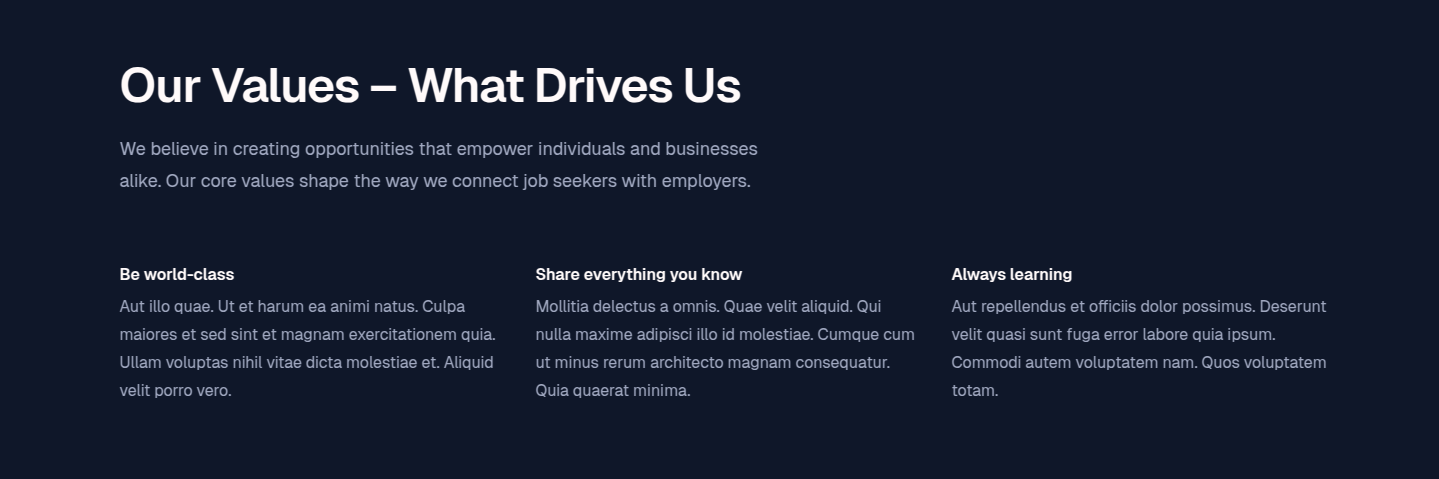 Our Values – What Drives Us
We believe in creating opportunities that empower individuals and businesses
alike. Our core values shape the way we connect job seekers with employers.
Be world-class
Aut illo quae. Ut et harum ea animi natus. Culpa
maiores et sed sint et magnam exercitationem quia.
Ullam voluptas nihil vitae dicta molestiae et. Aliquid
velit porro vero.
Share everything you know
Mollitia delectus a omnis. Quae velit aliquid. Qui
nulla maxime adipisci illo id molestiae. Cumque cum
ut minus rerum architecto magnam consequatur.
Quia quaerat minima.
Always learning
Aut repellendus et officiis dolor possimus. Deserunt
velit quasi sunt fuga error labore quia ipsum.
Commodi autem voluptatem nam. Quos voluptatem
totam.